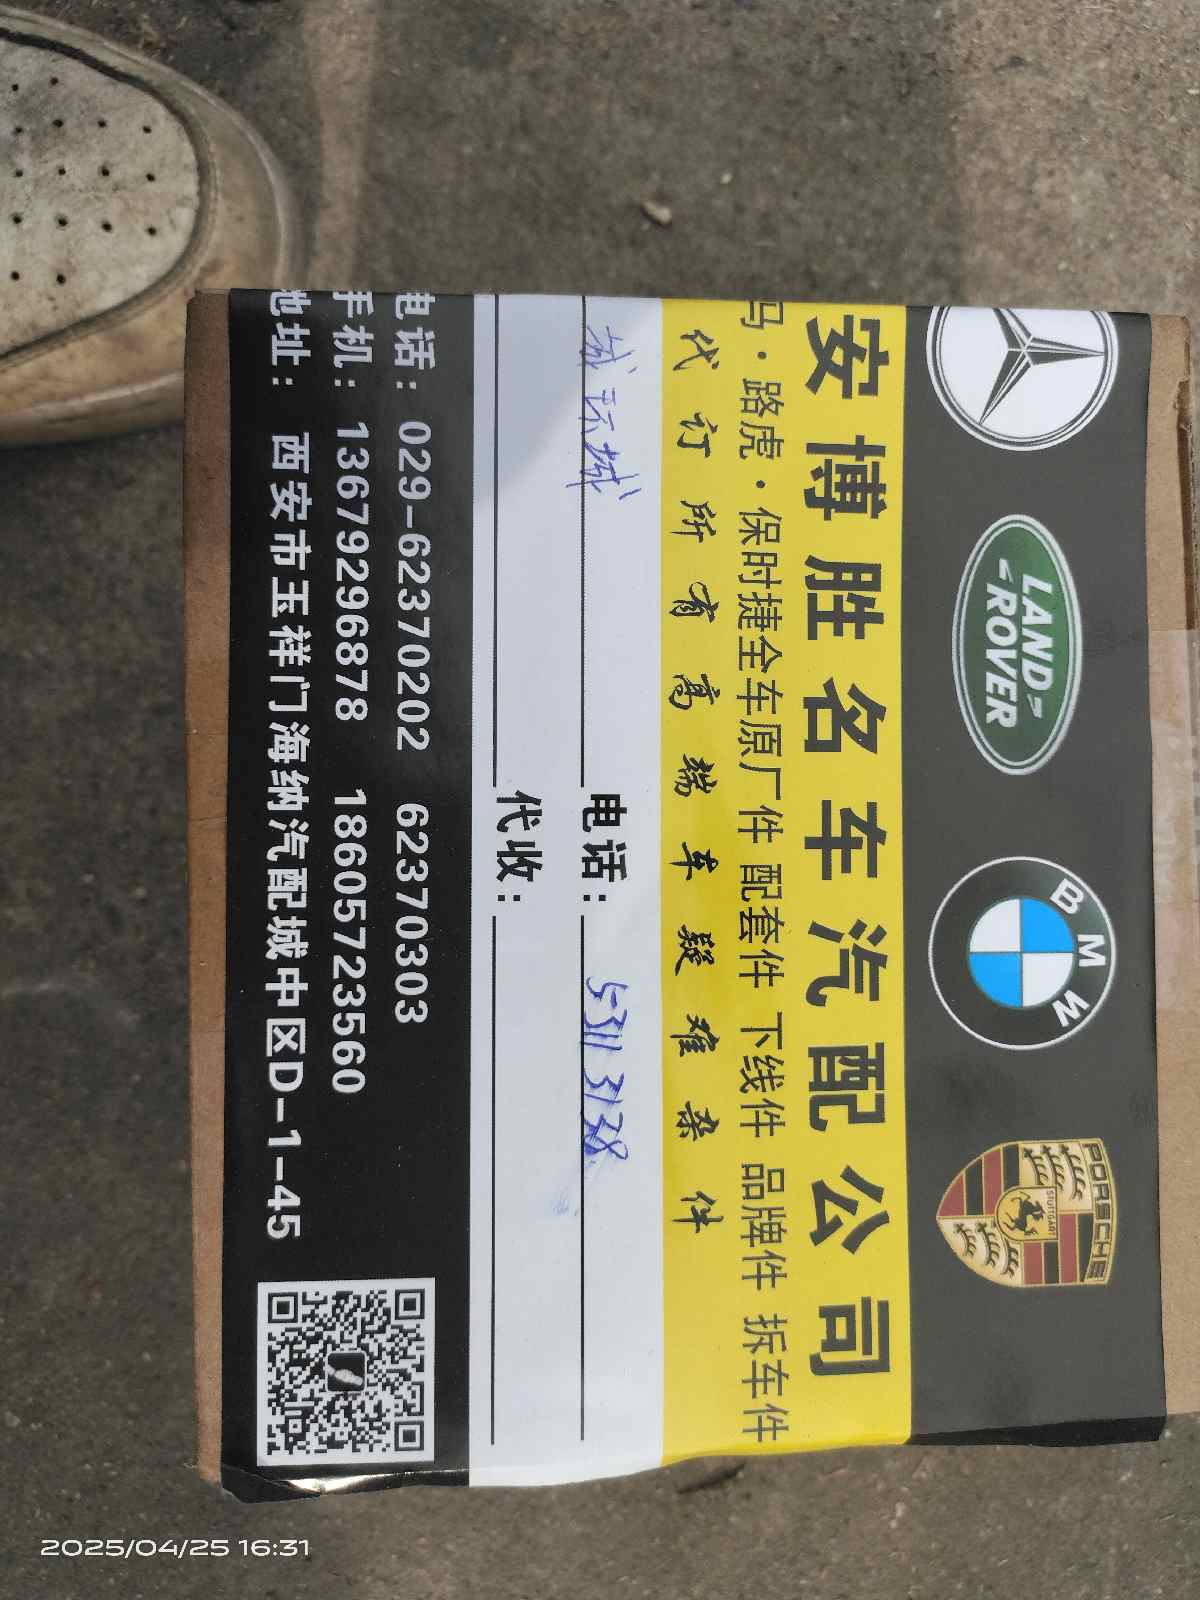 LAND
ROVER
BMW
PORSCHE
STUTTGART
安博胜名车汽配公司
马·路虎·保时捷全车原厂件 配套件 下线件 品牌件 拆车件
代订所有高端车疑难杂件
电话: 53113138
代收:
电话: 029-62370202 62370303
手机: 13679296878 18605723560
地址: 西安市玉祥门海纳汽配城中区D-1-45
2025/04/25 16:31